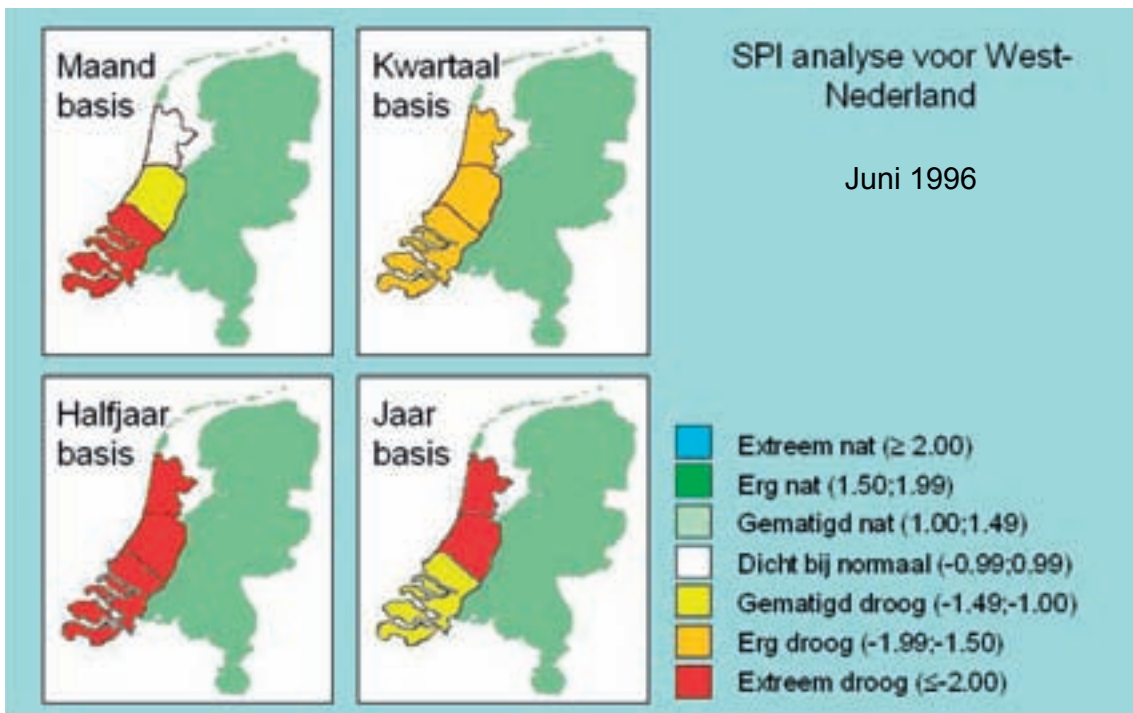 Maand
basis
Kwartaal
basis
SPI analyse voor West-
Nederland
Juni 1996
Halfjaar
basis
Jaar
basis
Extreem nat (≥ 2.00)
Erg nat (1.50;1.99)
Gematigd nat (1.00;1.49)
Dicht bij normaal (-0.99;0.99)
Gematigd droog (-1.49;-1.00)
Erg droog (-1.99;-1.50)
Extreem droog (≤-2.00)